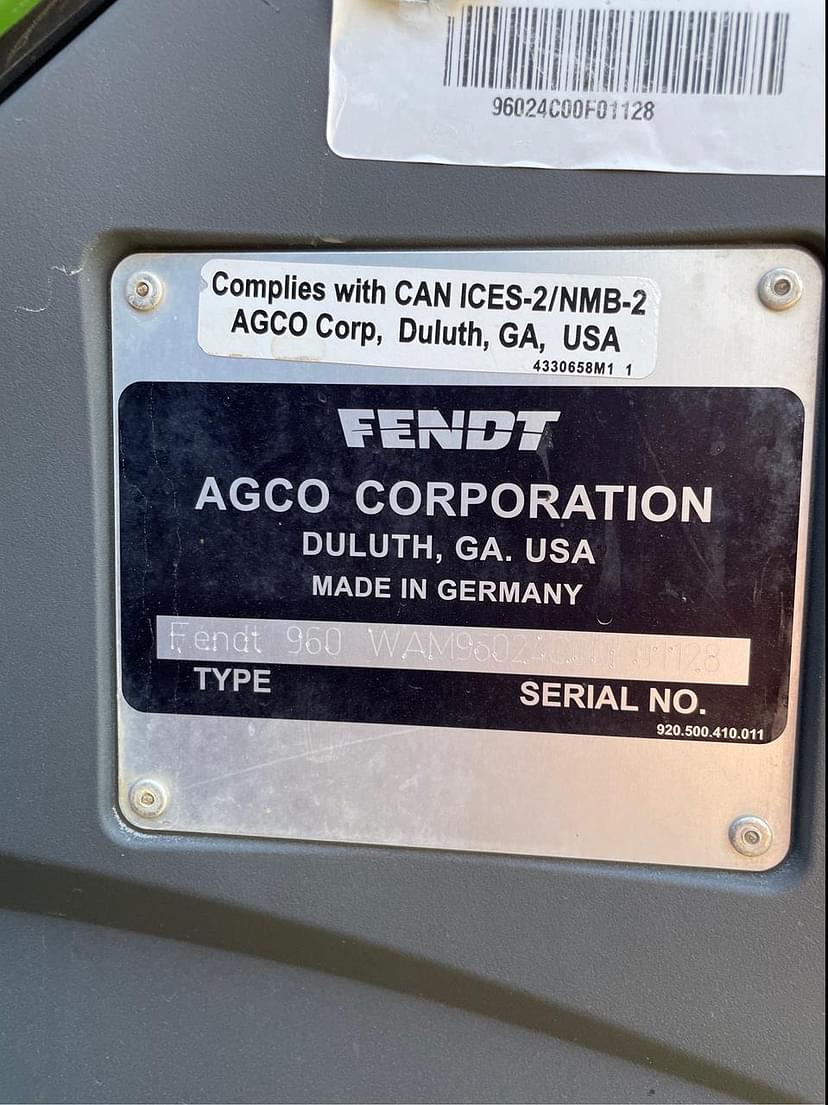 96024C00F01128
Complies with CAN ICES-2/NMB-2
AGCO Corp, Duluth, GA, USA
4330658M1 1
FENDT
AGCO CORPORATION
DULUTH, GA. USA
MADE IN GERMANY
Fendt 960 WAM96024C00F01128
TYPE SERIAL NO.
920.500.410.011